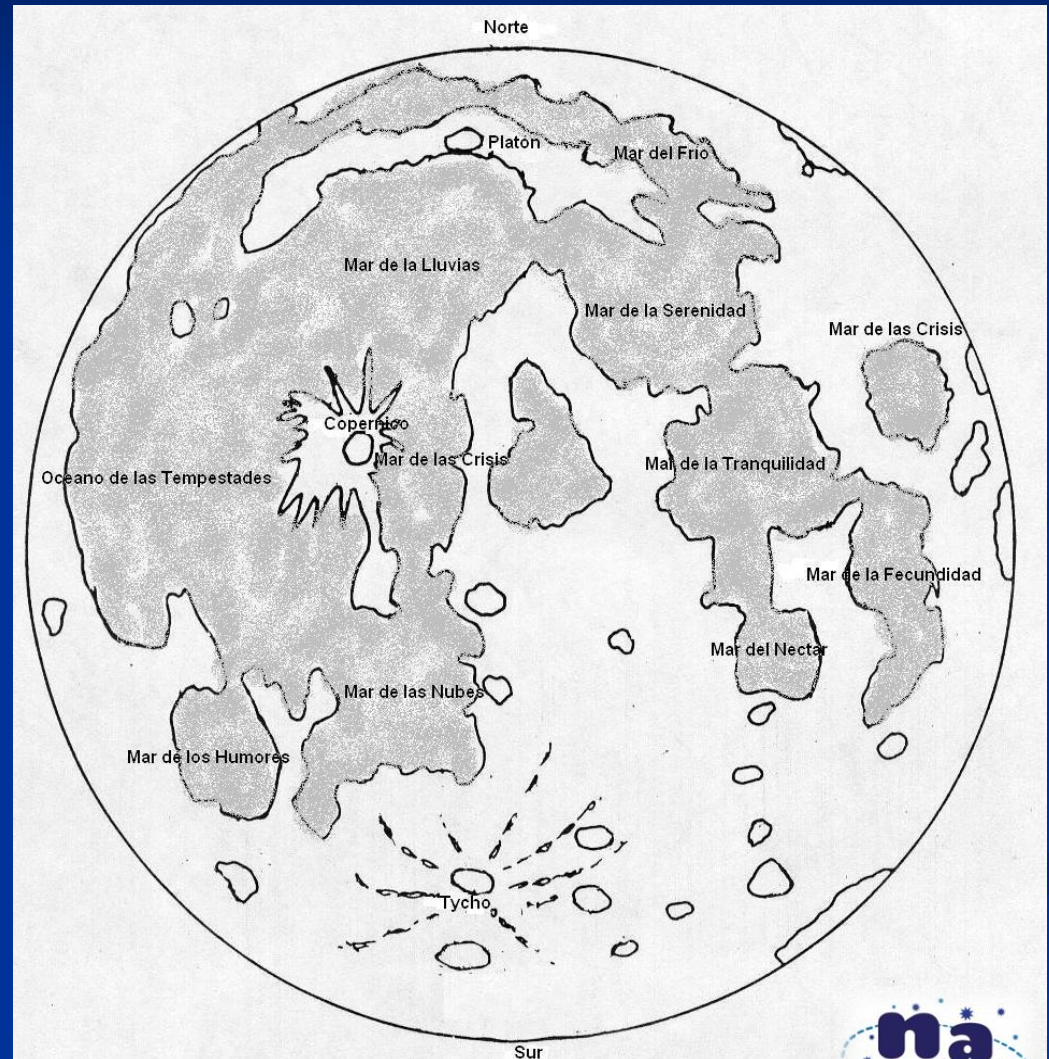 Norte
Platón
Mar del Frio
Mar de la Lluvias
Mar de la Serenidad
Mar de las Crisis
Copernico
Mar de las Crisis
Mar de la Tranquilidad
Oceano de las Tempestades
Mar de la Fecundidad
Mar del Nectar
Mar de las Nubes
Mar de los Humores
Tycho
Sur
na